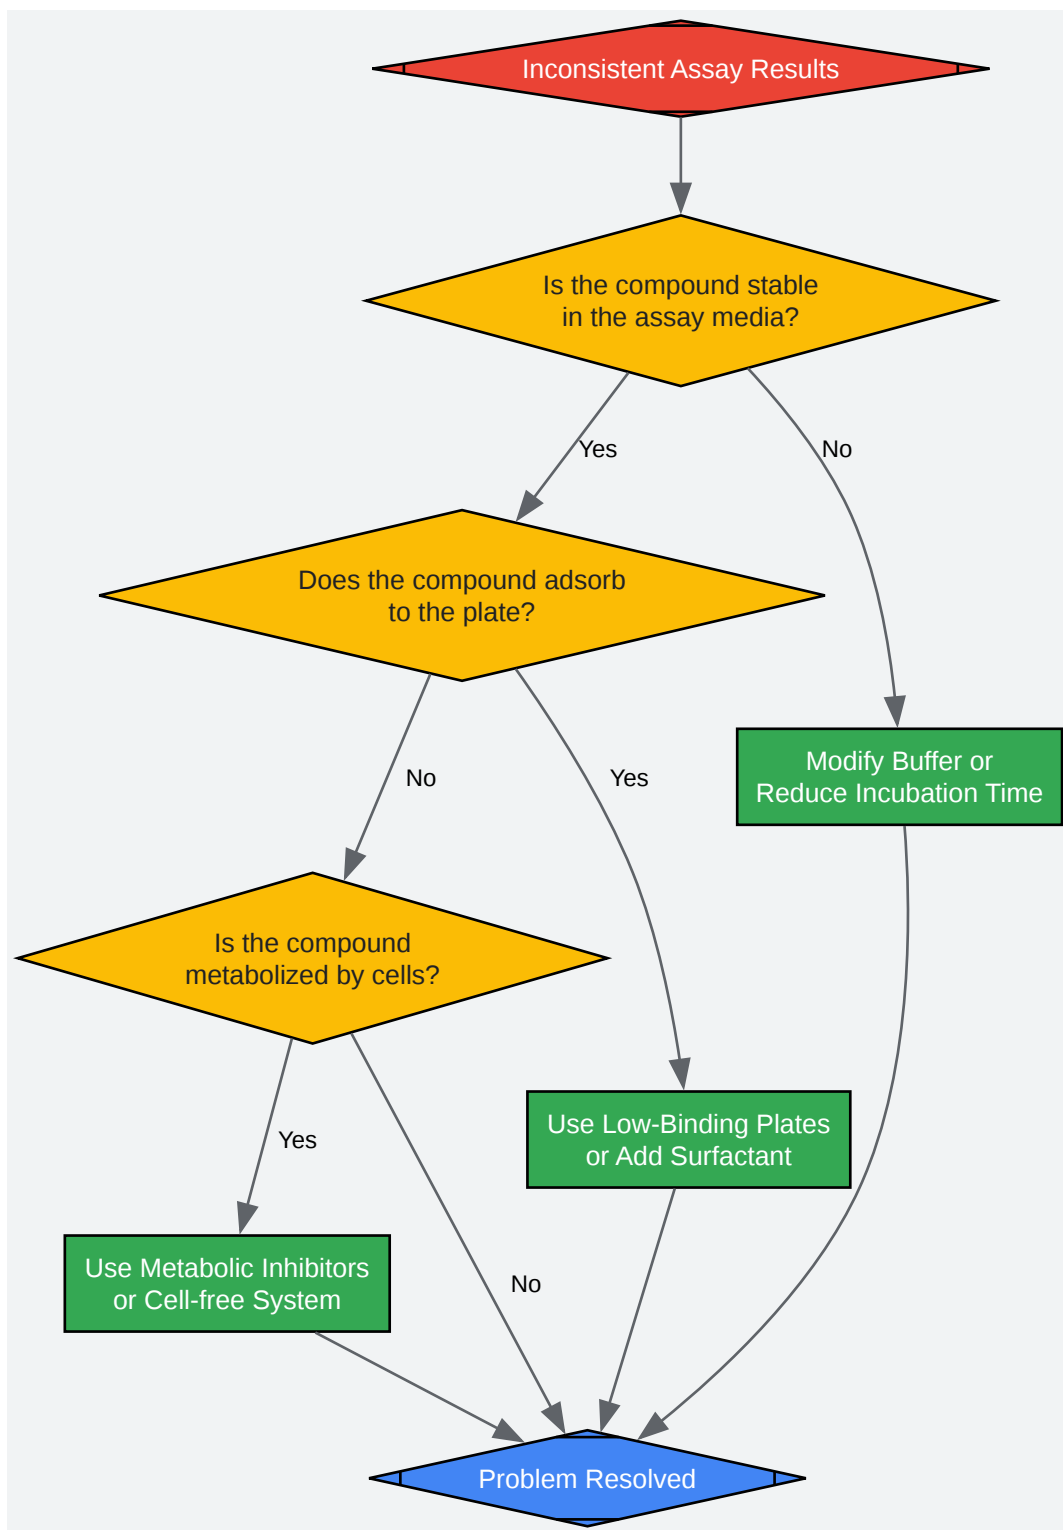 Inconsistent Assay Results
Is the compound stable
in the assay media?
Yes
No
Does the compound adsorb
to the plate?
No
Yes
Modify Buffer or
Reduce Incubation Time
Is the compound
metabolized by cells?
Yes
No
Use Low-Binding Plates
or Add Surfactant
Use Metabolic Inhibitors
or Cell-free System
Problem Resolved